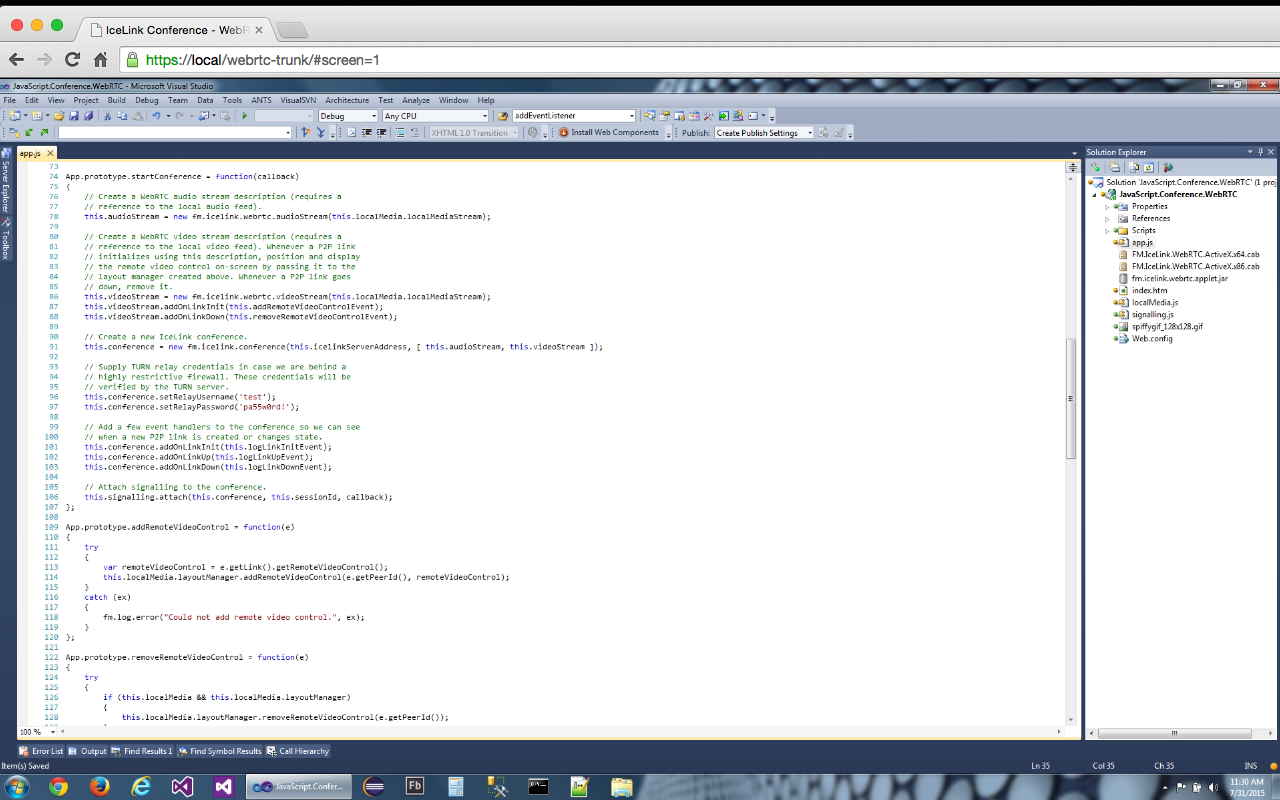 IceLink Conference - WebR
https://local/webrtc-trunk/#screen=1
JavaScript.Conference.WebRTC - Microsoft Visual Studio
File Edit View Project Build Debug Team Data Tools ANTS VisualSVN Architecture Test Analyze Window Help
Debug Any CPU addEventListener
XHTML 1.0 Transition Install Web Components Publish: Create Publish Settings
Server Explorer
Toolbox
app.js
73
74 App.prototype.startConference = function(callback)
75 {
76 // Create a WebRTC audio stream description (requires a
77 // reference to the local audio feed).
78 this.audioStream = new fm.icelink.webrtc.audioStream(this.localMedia.localMediaStream);
79
80 // Create a WebRTC video stream description (requires a
81 // reference to the local video feed). Whenever a P2P link
82 // initializes using this description, position and display
83 // the remote video control on-screen by passing it to the
84 // layout manager created above. Whenever a P2P link goes
85 // down, remove it.
86 this.videoStream = new fm.icelink.webrtc.videoStream(this.localMedia.localMediaStream);
87 this.videoStream.addOnLinkInit(this.addRemoteVideoControlEvent);
88 this.videoStream.addOnLinkDown(this.removeRemoteVideoControlEvent);
89
90 // Create a new IceLink conference.
91 this.conference = new fm.icelink.conference(this.icelinkServerAddress, [ this.audioStream, this.videoStream ]);
92
93 // Supply TURN relay credentials in case we are behind a
94 // highly restrictive firewall. These credentials will be
95 // verified by the TURN server.
96 this.conference.setRelayUsername('test');
97 this.conference.setRelayPassword('pa55w0rd!');
98
99 // Add a few event handlers to the conference so we can see
100 // when a new P2P link is created or changes state.
101 this.conference.addOnLinkInit(this.logLinkInitEvent);
102 this.conference.addOnLinkUp(this.logLinkUpEvent);
103 this.conference.addOnLinkDown(this.logLinkDownEvent);
104
105 // Attach signalling to the conference.
106 this.signalling.attach(this.conference, this.sessionId, callback);
107 };
108
109 App.prototype.addRemoteVideoControl = function(e)
110 {
111 try
112 {
113 var remoteVideoControl = e.getLink().getRemoteVideoControl();
114 this.localMedia.layoutManager.addRemoteVideoControl(e.getPeerId(), remoteVideoControl);
115 }
116 catch (ex)
117 {
118 fm.log.error("Could not add remote video control.", ex);
119 }
120 };
121
122 App.prototype.removeRemoteVideoControl = function(e)
123 {
124 try
125 {
126 if (this.localMedia && this.localMedia.layoutManager)
127 {
128 this.localMedia.layoutManager.removeRemoteVideoControl(e.getPeerId());
100 %
Solution Explorer
Solution 'JavaScript.Conference.WebRTC' (1 proj
JavaScript.Conference.WebRTC
Properties
References
Scripts
app.js
FM.IceLink.WebRTC.ActiveX.x64.cab
FM.IceLink.WebRTC.ActiveX.x86.cab
fm.icelink.webrtc.applet.jar
index.htm
localMedia.js
signalling.js
spiffygif_128x128.gif
Web.config
Error List Output Find Results 1 Find Symbol Results Call Hierarchy
Item(s) Saved Ln 35 Col 35 Ch 35 INS
JavaScript.Confer... Fb 11:30 AM
7/31/2015